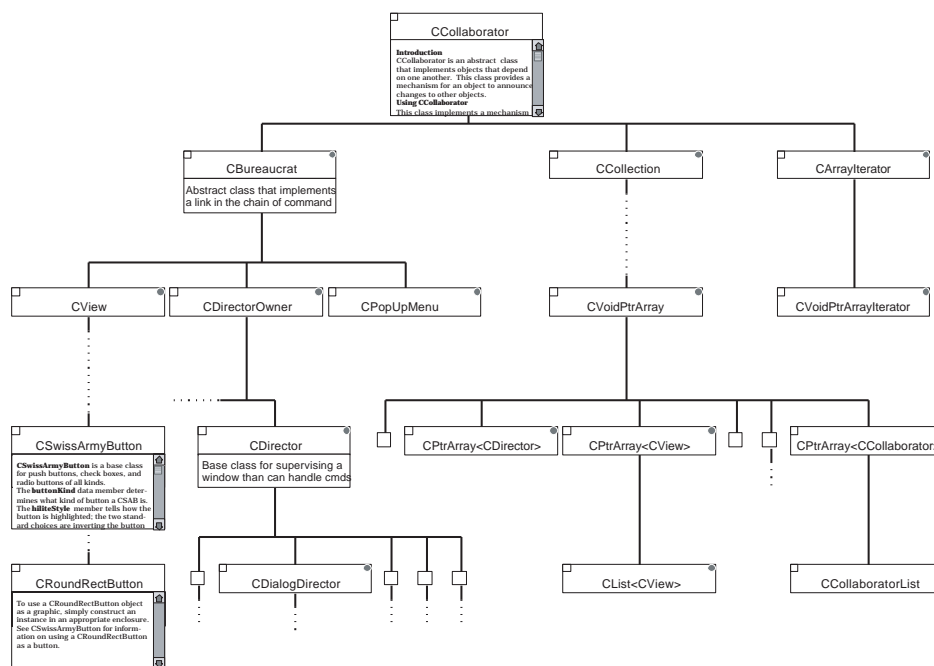 CCollaborator
Introduction
CCollaborator is an abstract class
that implements objects that depend
on one another. This class provides a
mechanism for an object to announce
changes to other objects.
Using CCollaborator
This class implements a mechanism
CBureaucrat
Abstract class that implements
a link in the chain of command
CCollection
CArrayIterator
CView
CDirectorOwner
CPopUpMenu
CVoidPtrArray
CVoidPtrArrayIterator
CSwissArmyButton
CSwissArmyButton is a base class
for push buttons, check boxes, and
radio buttons of all kinds.
The buttonKind data member deter-
mines what kind of button a CSAB is.
The hiliteStyle member tells how the
button is highlighted; the two stand-
ard choices are inverting the button
CDirector
Base class for supervising a
window than can handle cmds
CPtrArray<CDirector>
CPtrArray<CView>
CPtrArray<CCollaborator>
CRoundRectButton
To use a CRoundRectButton object
as a graphic, simply construct an
instance in an appropriate enclosure.
See CSwissArmyButton for inform-
ation on using a CRoundRectButton
as a button.
CDialogDirector
CList<CView>
CCollaboratorList